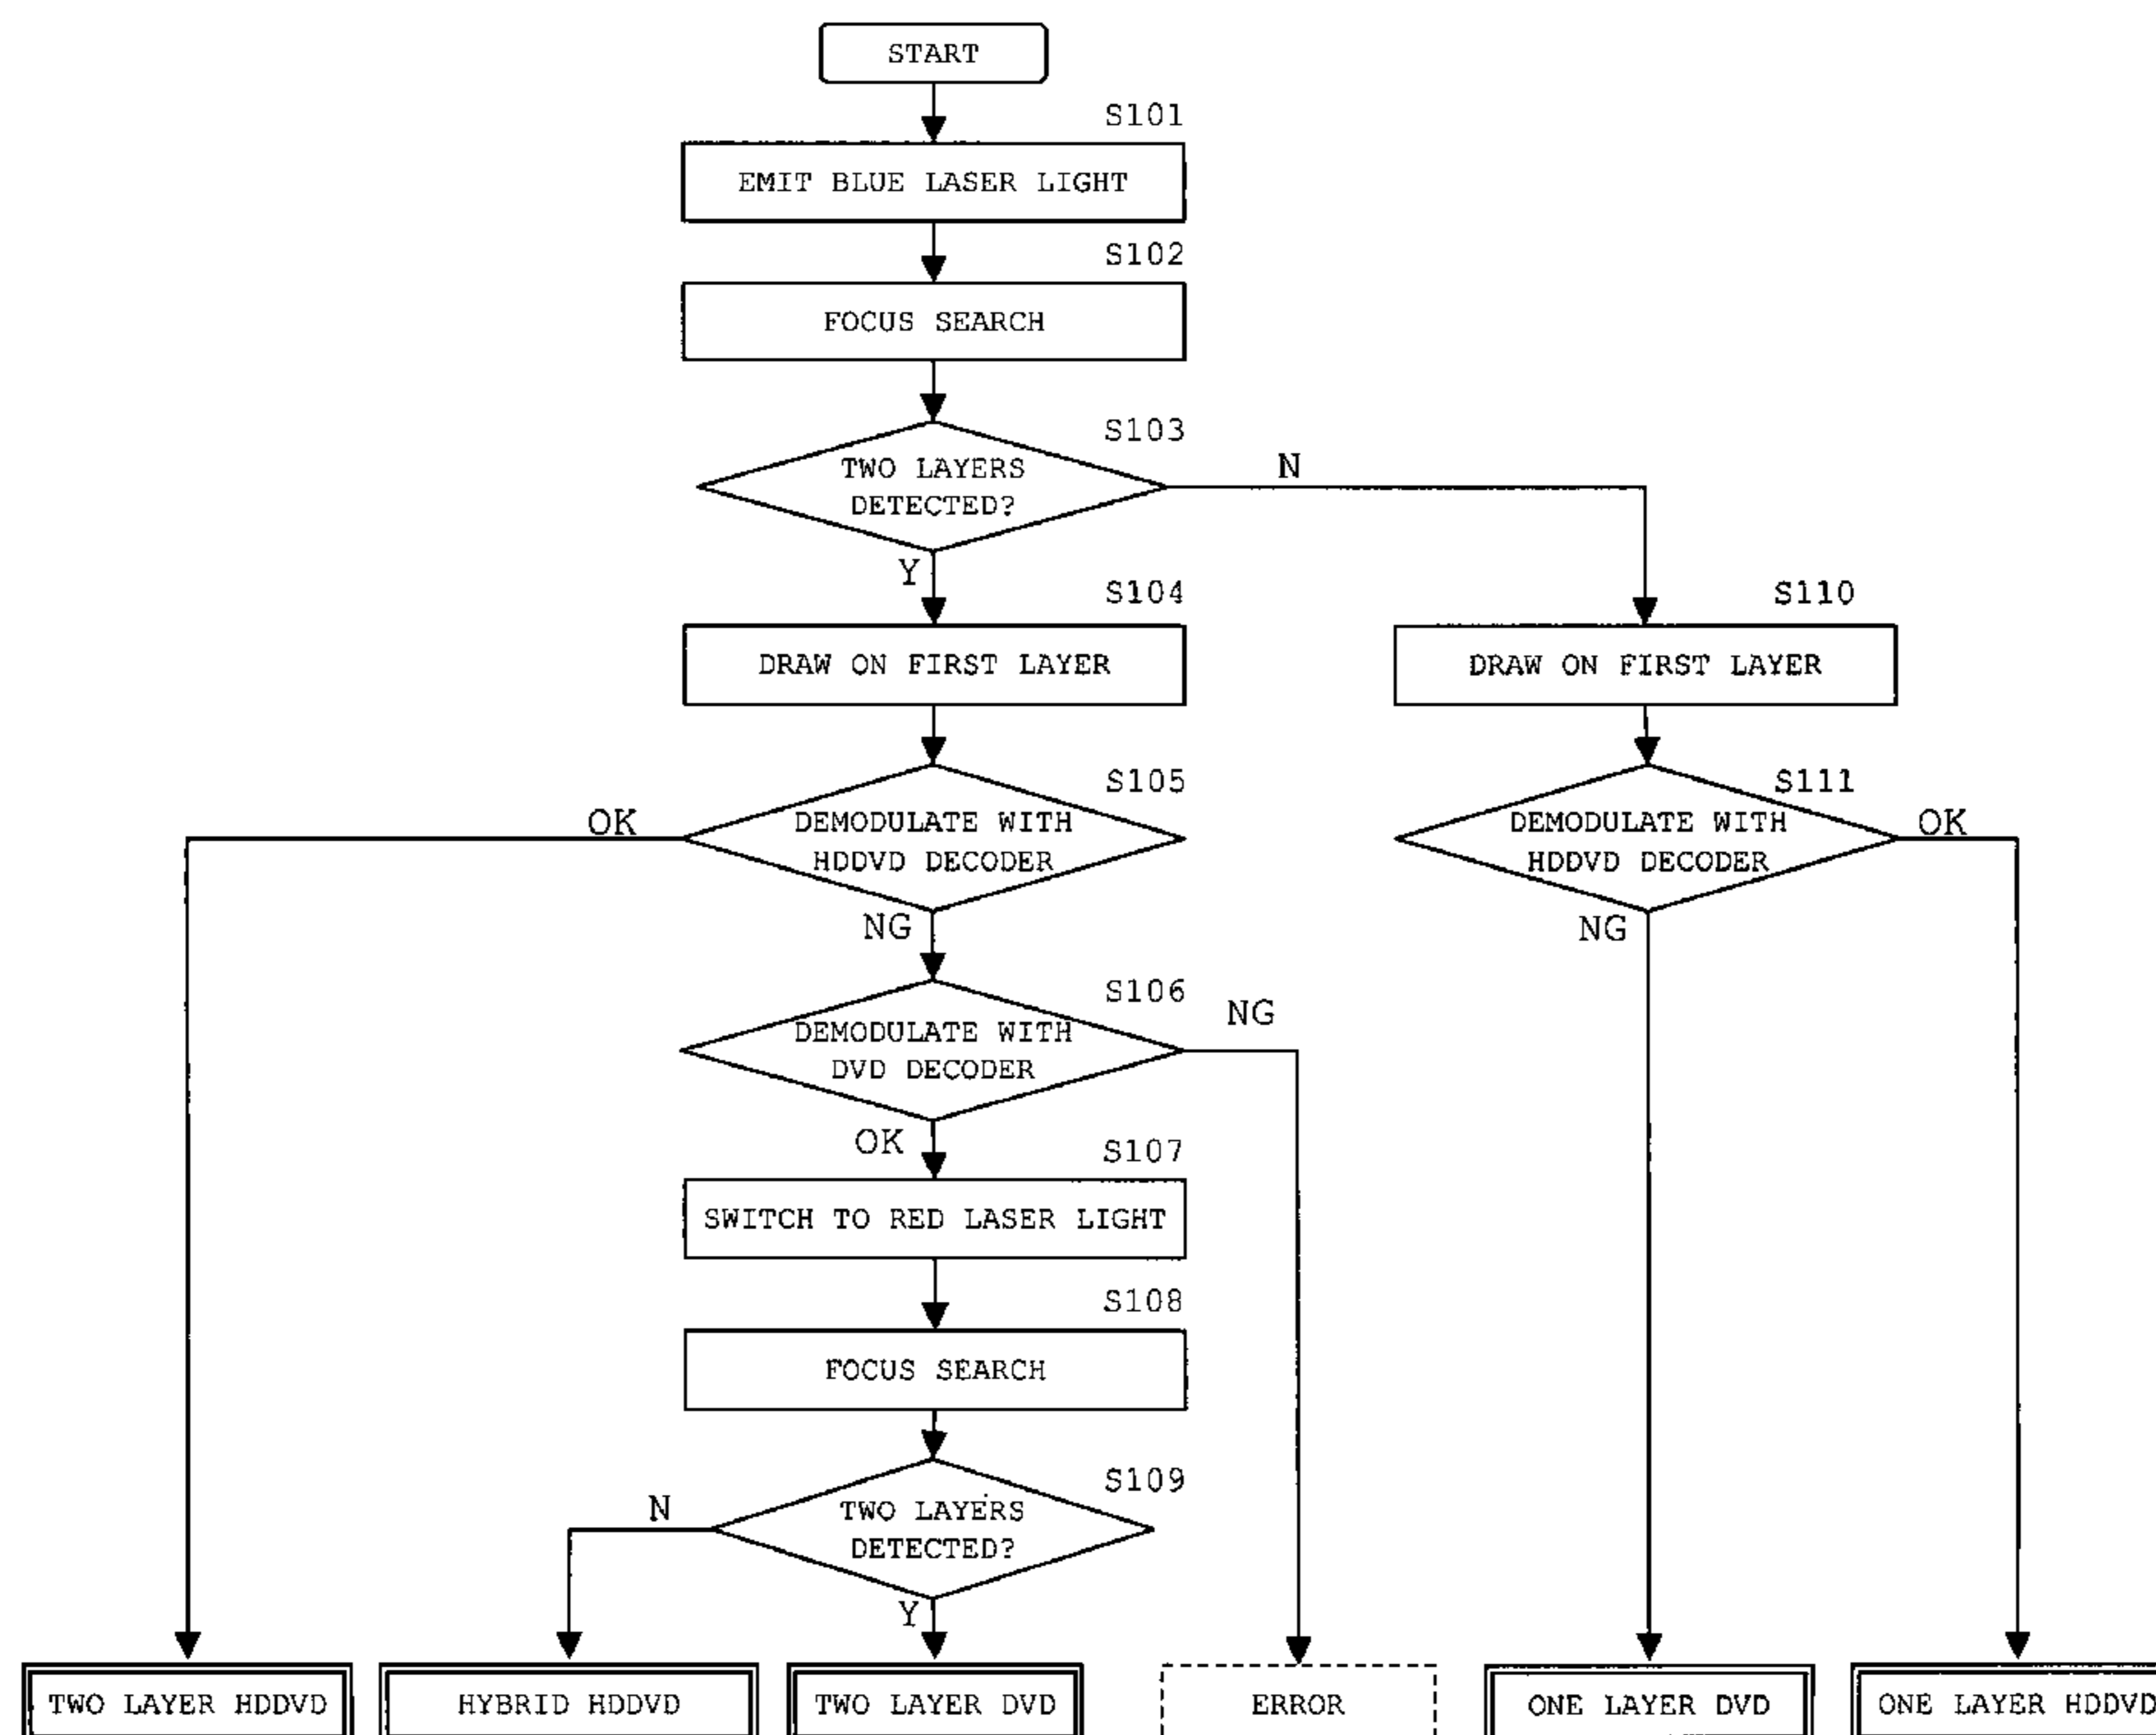 START
S101
EMIT BLUE LASER LIGHT
S102
FOCUS SEARCH
S103
TWO LAYERS
DETECTED?
N
Y
S104
DRAW ON FIRST LAYER
S110
DRAW ON FIRST LAYER
S105
DEMODULATE WITH
HDDVD DECODER
OK
NG
S111
DEMODULATE WITH
HDDVD DECODER
OK
NG
S106
DEMODULATE WITH
DVD DECODER
NG
OK
S107
SWITCH TO RED LASER LIGHT
S108
FOCUS SEARCH
S109
TWO LAYERS
DETECTED?
N
Y
TWO LAYER HDDVD
HYBRID HDDVD
TWO LAYER DVD
ERROR
ONE LAYER DVD
ONE LAYER HDDVD